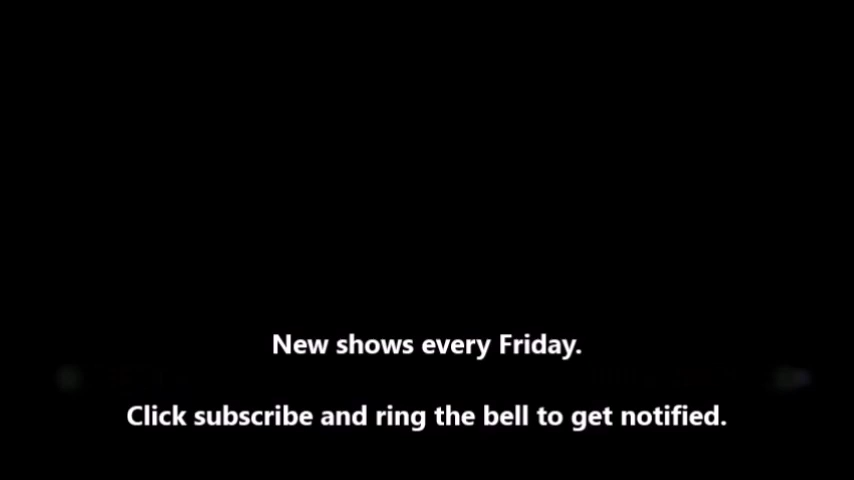 New shows every Friday.
Click subscribe and ring the bell to get notified.